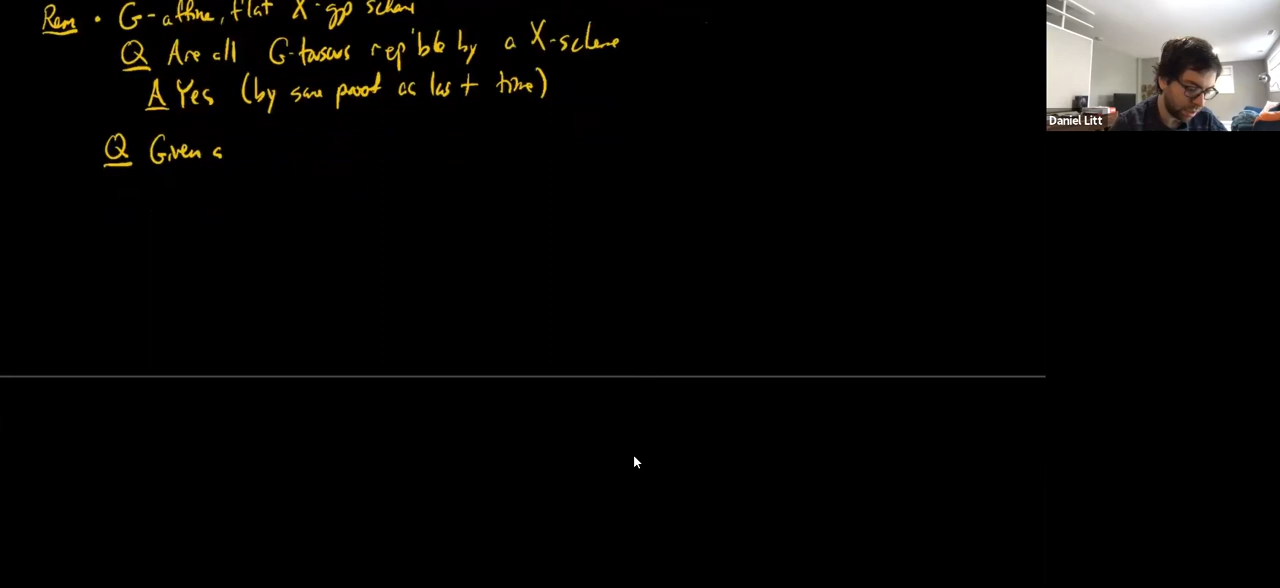 Rem • G-affine, flat X-gp scheme
Q Are all G-torsors rep'ble by a X-scheme
A Yes (by same proof as last time)
Q Given a
Daniel Litt